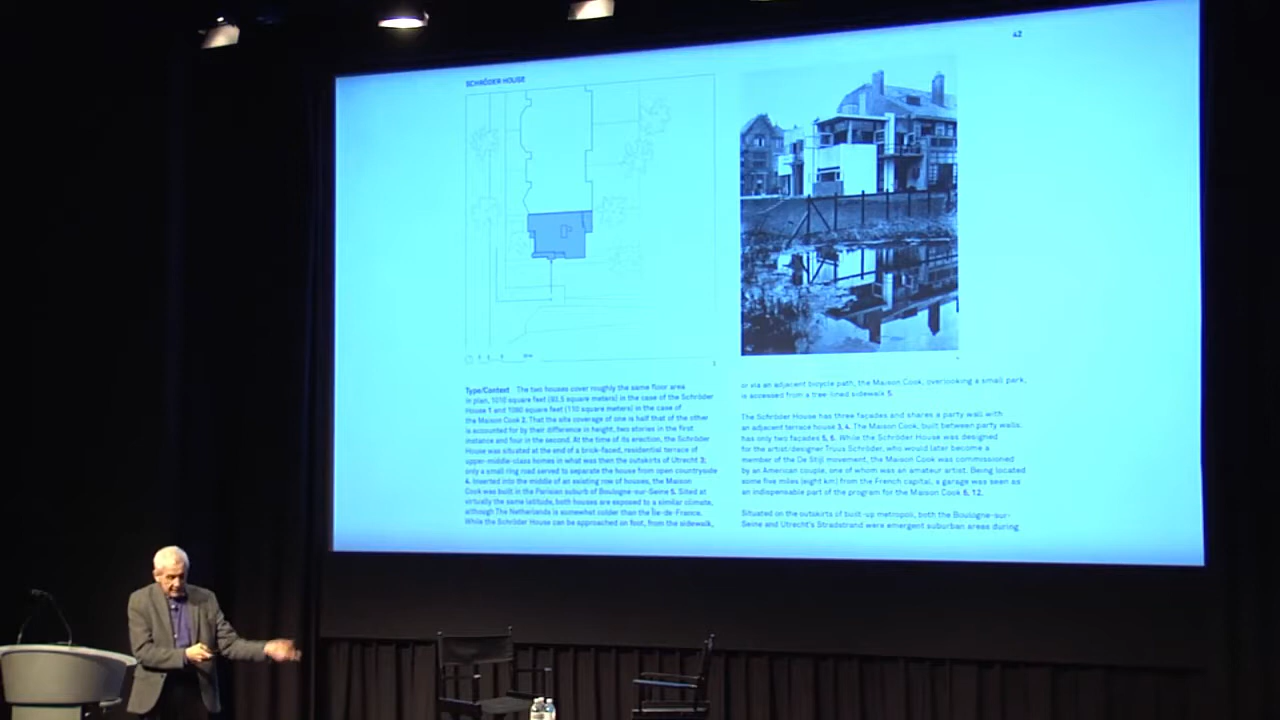 SCHRÖDER HOUSE
42
Type/Context The two houses cover roughly the same floor area
in plan, 1010 square feet (93.5 square meters) in the case of the Schröder
House 1 and 1080 square feet (110 square meters) in the case of
the Maison Cook 2. That the site coverage of one is half that of the other
is accounted for by their difference in height, two stories in the first
instance and four in the second. At the time of its erection, the Schröder
House was situated at the end of a brick-faced, residential terrace of
upper-middle-class homes in what was then the outskirts of Utrecht 3;
only a small ring road served to separate the house from open countryside
4. Inserted into the middle of an existing row of houses, the Maison
Cook was built in the Parisian suburb of Boulogne-sur-Seine 5. Sited at
virtually the same latitude, both houses are exposed to a similar climate,
although The Netherlands is somewhat colder than the Île-de-France.
While the Schröder House can be approached on foot, from the sidewalk,
or via an adjacent bicycle path, the Maison Cook, overlooking a small park,
is accessed from a tree-lined sidewalk 5.
The Schröder House has three façades and shares a party wall with
an adjacent terrace house 3, 4. The Maison Cook, built between party walls,
has only two façades 5, 6. While the Schröder House was designed
for the artist/designer Truus Schröder, who would later become a
member of the De Stijl movement, the Maison Cook was commissioned
by an American couple, one of whom was an amateur artist. Being located
some five miles (eight km) from the French capital, a garage was seen as
an indispensable part of the program for the Maison Cook 6, 12.
Situated on the outskirts of built-up metropoli, both the Boulogne-sur-
Seine and Utrecht's Stradstrand were emergent suburban areas during